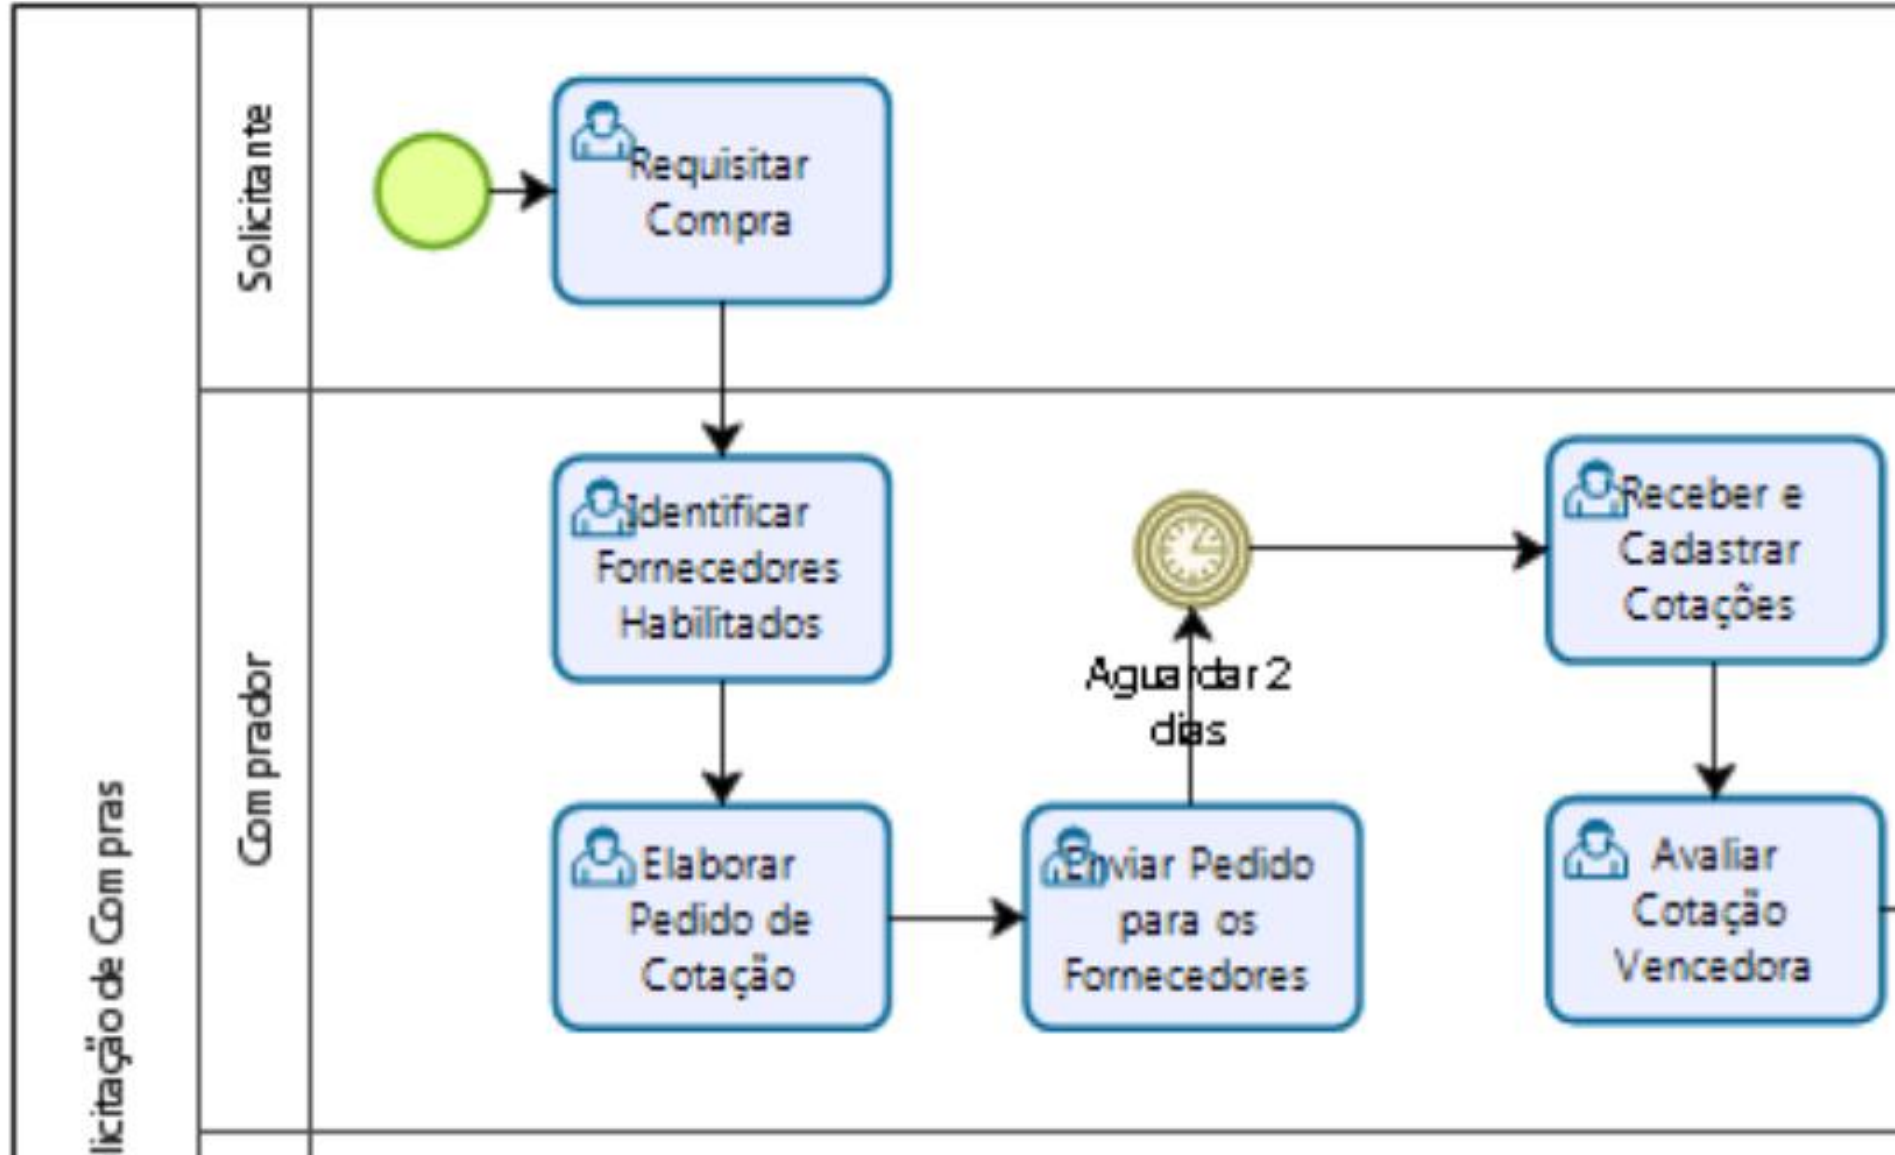 Solicitante
Requisitar
Compra
Comprador
Identificar
Fornecedores
Habilitados
Elaborar
Pedido de
Cotação
Enviar Pedido
para os
Fornecedores
Aguardar 2
dias
Receber e
Cadastrar
Cotações
Avaliar
Cotação
Vencedora
licitação de Compras